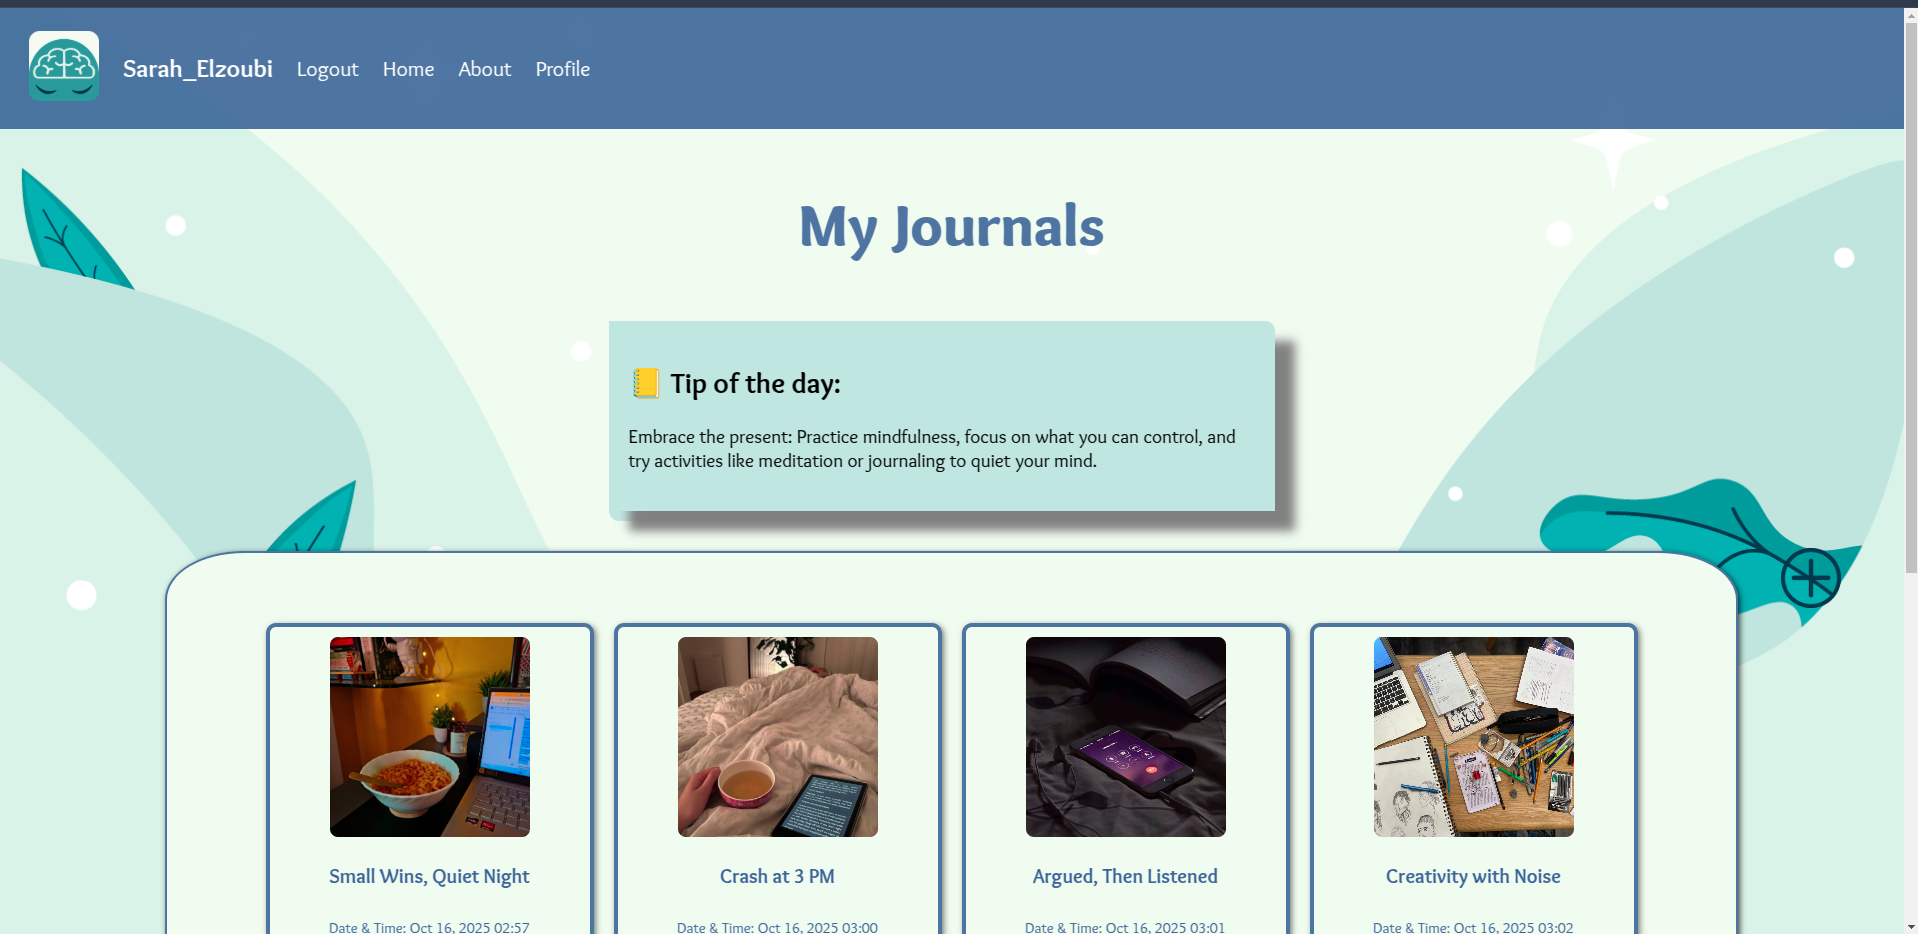 Sarah_Elzoubi Logout Home About Profile
My Journals
📒 Tip of the day:
Embrace the present: Practice mindfulness, focus on what you can control, and
try activities like meditation or journaling to quiet your mind.
Small Wins, Quiet Night
Date & Time: Oct 16, 2025 02:57
Crash at 3 PM
Date & Time: Oct 16, 2025 03:00
Argued, Then Listened
Date & Time: Oct 16, 2025 03:01
Creativity with Noise
Date & Time: Oct 16, 2025 03:02